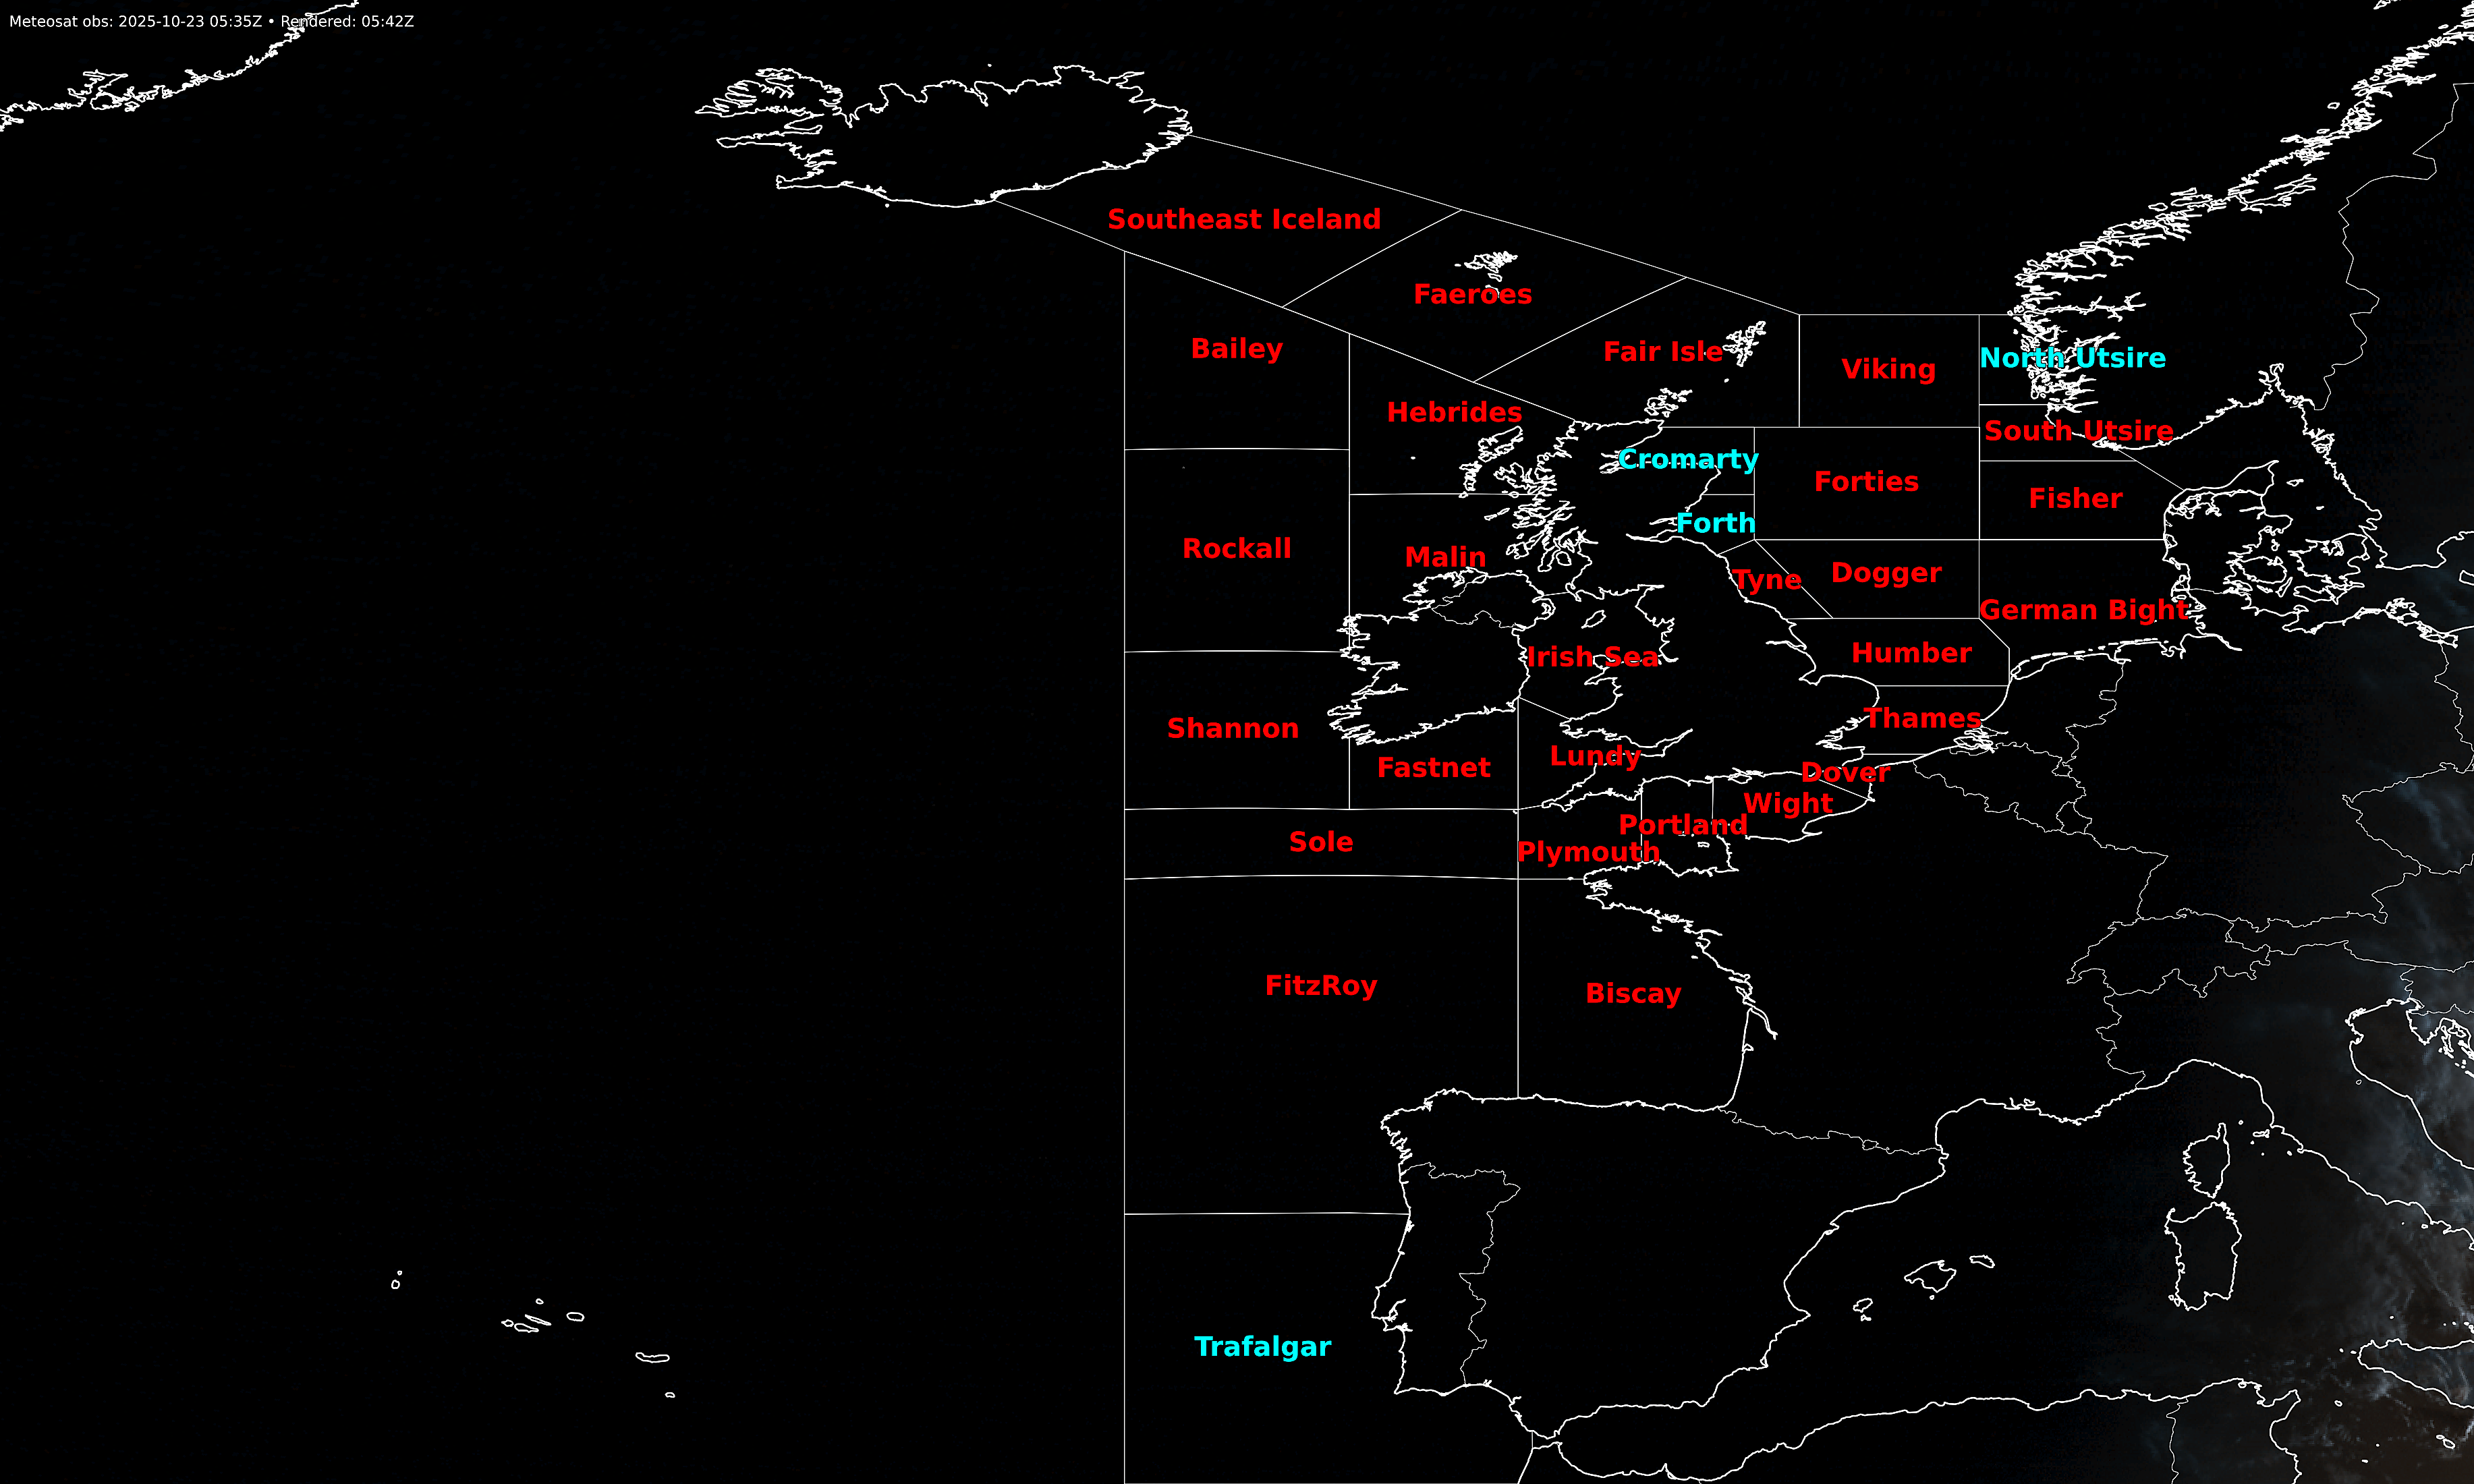 Meteosat obs: 2025-10-23 05:35Z • Rendered: 05:42Z
Southeast Iceland
Faeroes
Bailey
Fair Isle
North Utsire
Viking
Hebrides
South Utsire
Cromarty
Forties
Fisher
Forth
Rockall
Malin
Dogger
Tyne
German Bight
Humber
Irish Sea
Thames
Shannon
Lundy
Fastnet
Dover
Wight
Portland
Sole
Plymouth
FitzRoy
Biscay
Trafalgar